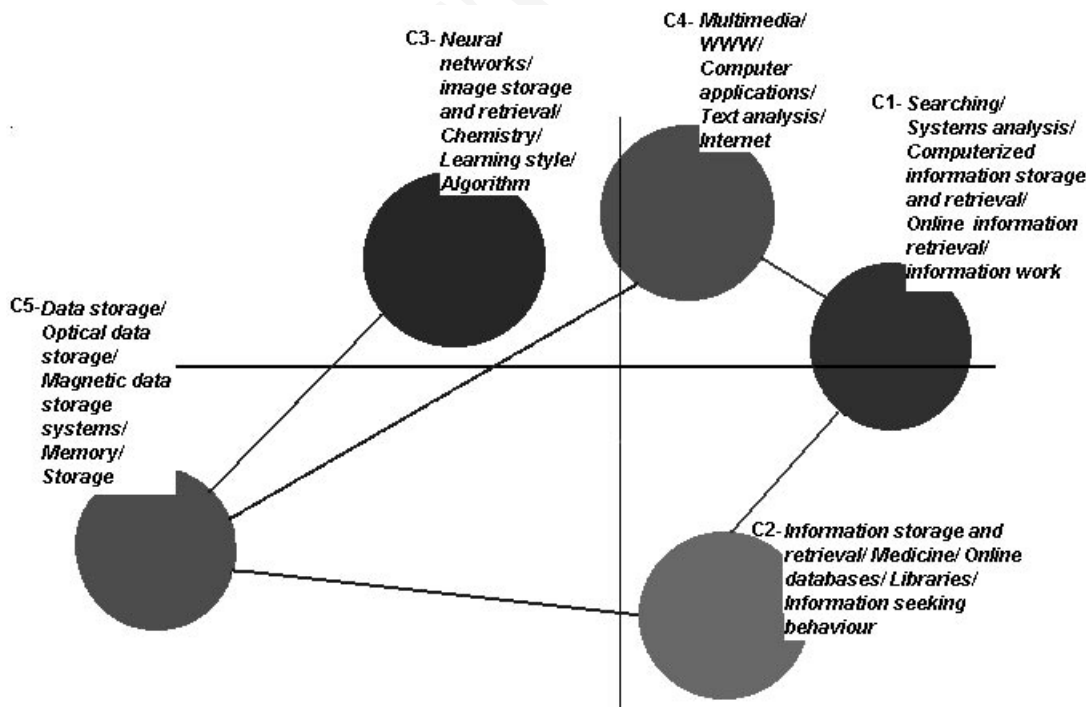 C4- Multimedia/
WWW/
Computer
applications/
Text analysis/
Internet
C3- Neural
networks/
image storage
and retrieval/
Chemistry/
Learning style/
Algorithm
C1- Searching/
Systems analysis/
Computerized
information storage
and retrieval/
Online information
retrieval/
information work
C5-Data storage/
Optical data
storage/
Magnetic data
storage
systems/
Memory/
Storage
C2-Information storage and
retrieval/ Medicine/ Online
databases/ Libraries/
Information seeking
behaviour